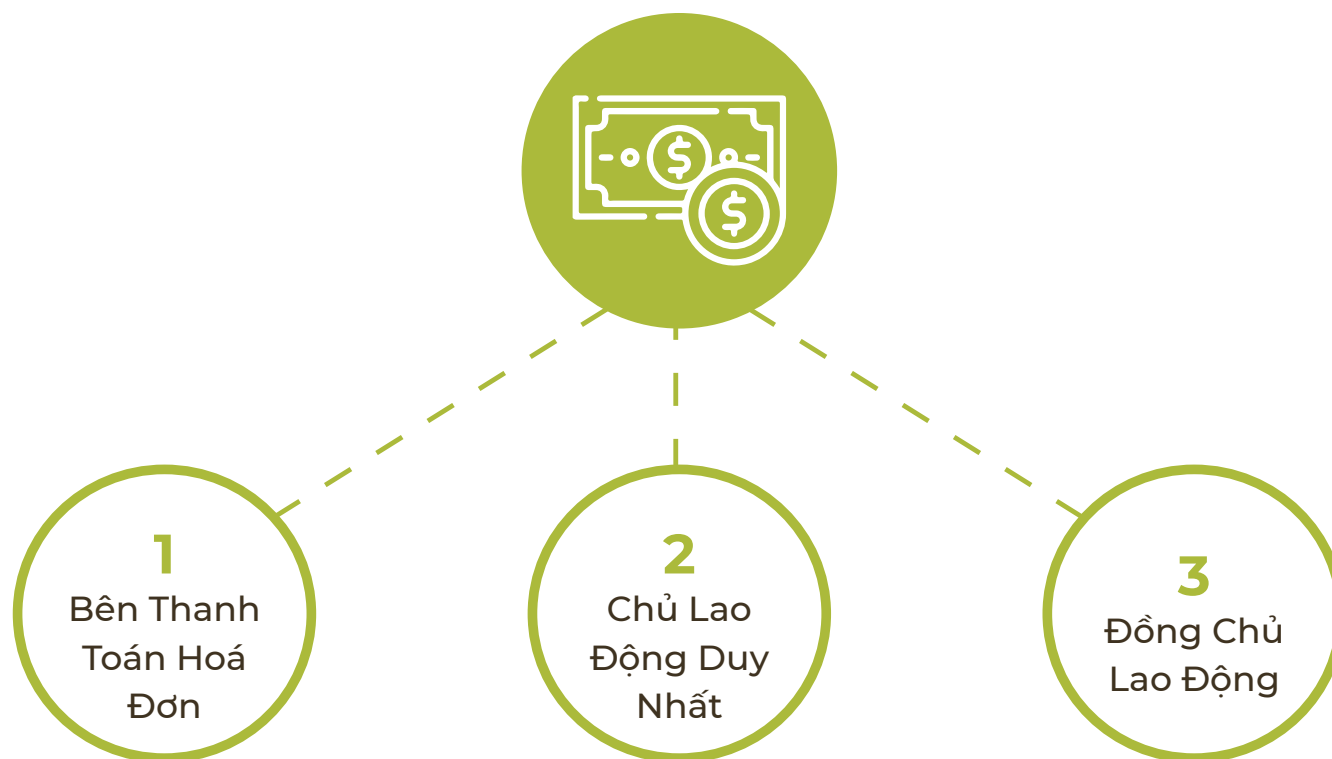 $
$
1
Bên Thanh
Toán Hoá
Đơn
2
Chủ Lao
Động Duy
Nhất
3
Đồng Chủ
Lao Động